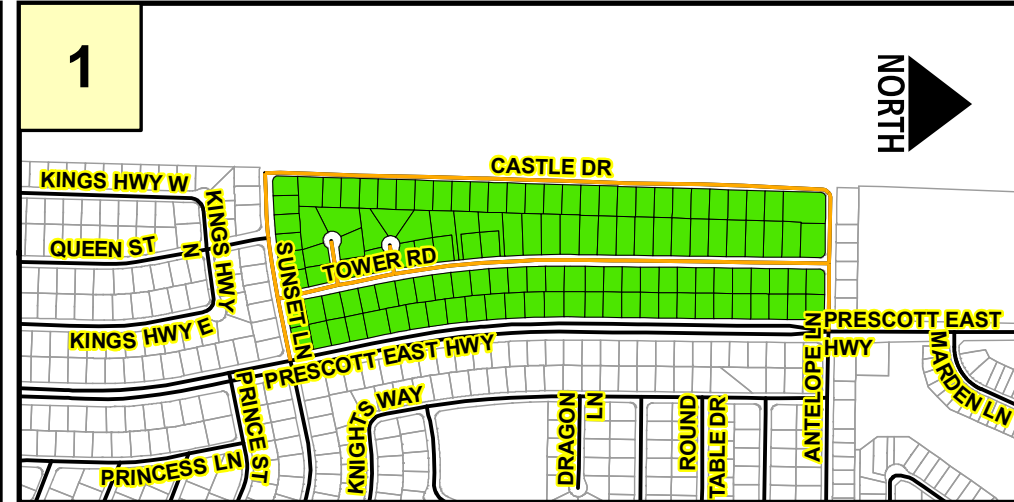 1
NORTH
CASTLE DR
KINGS HWY W
KINGS HWY
N
QUEEN ST
SUNSET LN
TOWER RD
KINGS HWY E
PRESCOTT EAST HWY
PRESCOTT EAST
HWY
ANTELOPE LN
MARDEN LN
PRINCE ST
KNIGHTS WAY
DRAGON
LN
ROUND
TABLE DR
PRINCESS LN